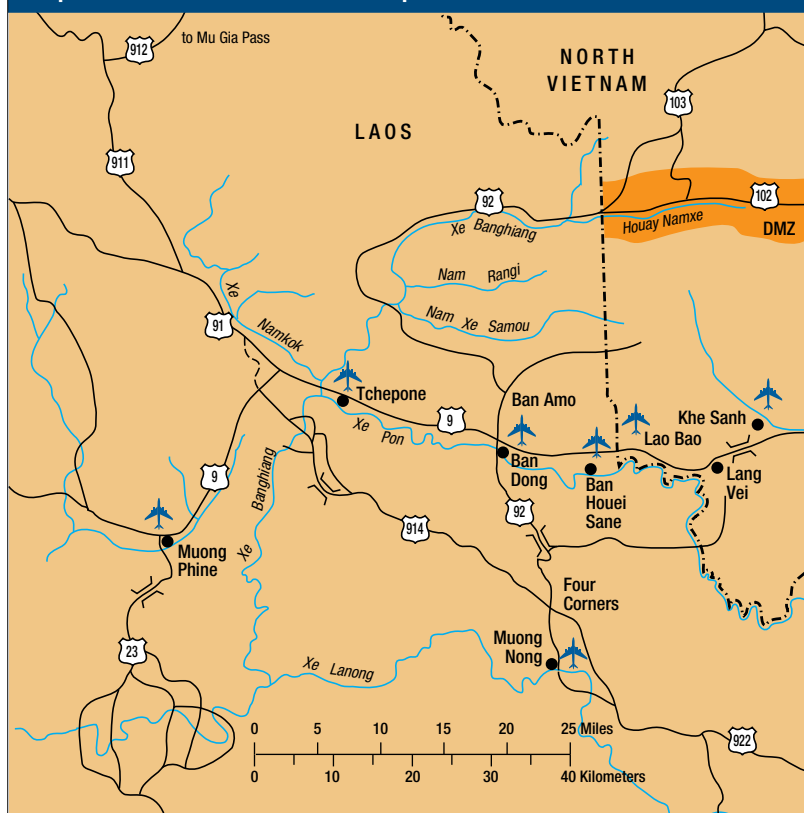 912
to Mu Gia Pass
NORTH
VIETNAM
103
LAOS
911
92
102
Xe Banghiang
Houay Namxe
DMZ
Nam Rangi
Xe
Namkok
Nam Xe Samou
91
Tchepone
Ban Amo
Khe Sanh
9
Lao Bao
Xe Pon
Ban
Dong
Ban
Houei
Sane
Lang
Vei
9
Xe Banghiang
92
914
Muong
Phine
Four
Corners
Muong
Nong
23
Xe Lanong
0 5 10 15 20 25 Miles
922
0 10 20 30 40 Kilometers